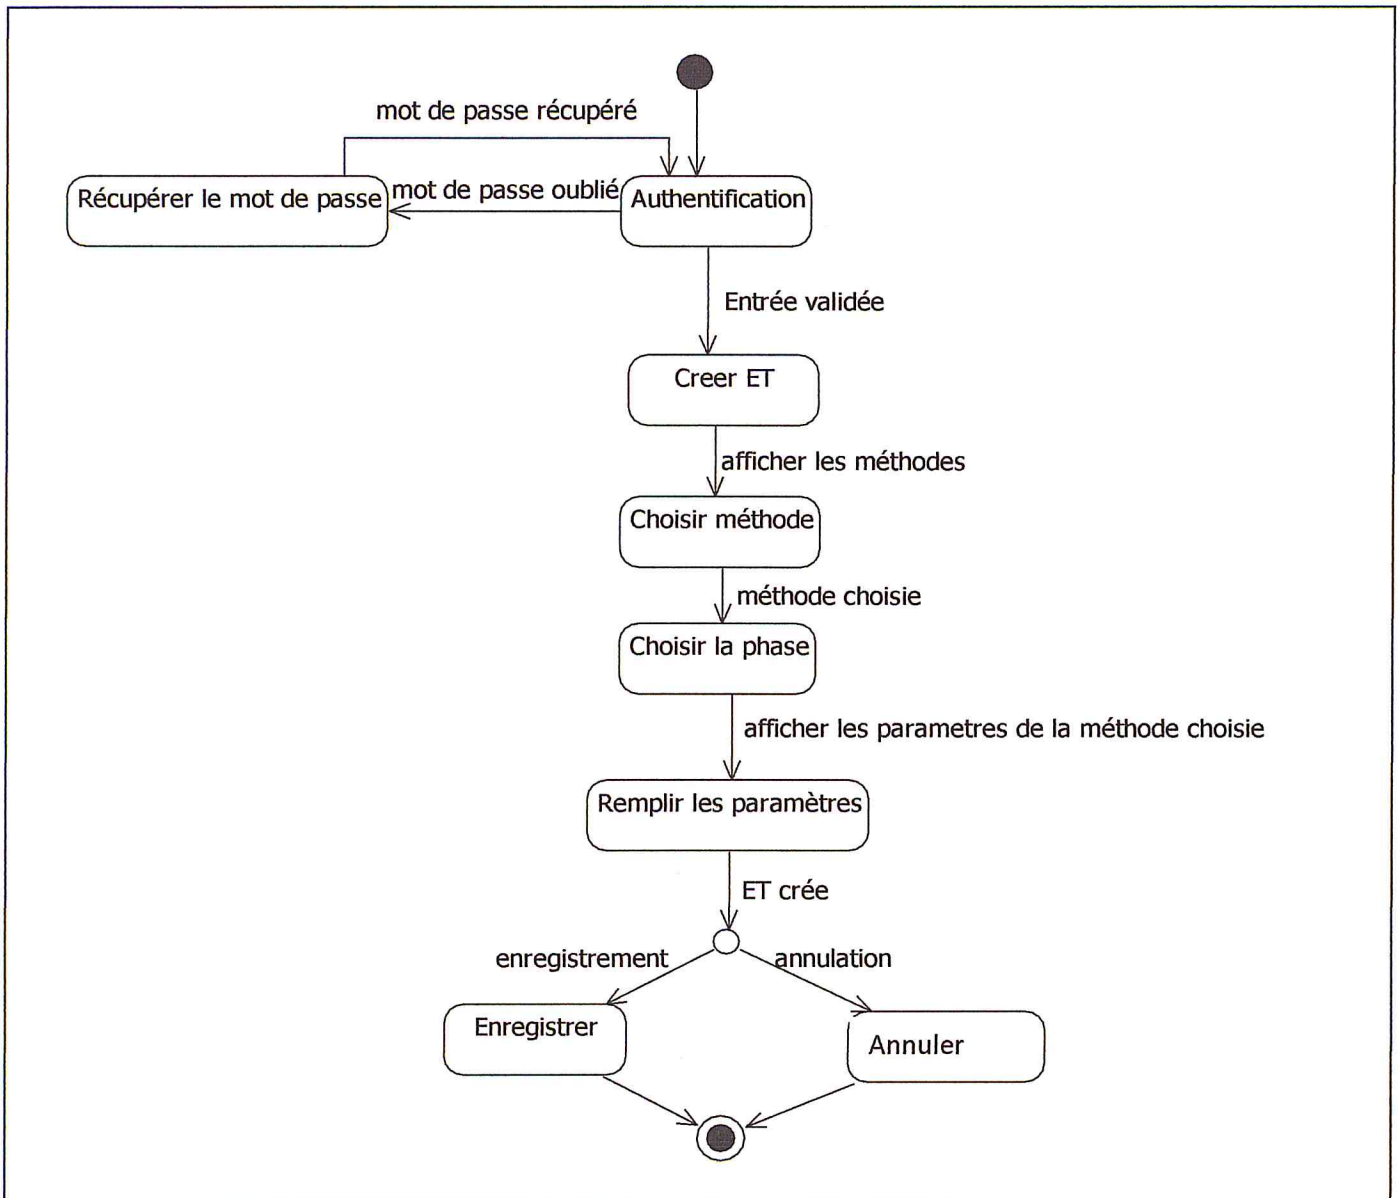 mot de passe récupéré
Récupérer le mot de passe
mot de passe oublié
Authentification
Entrée validée
Creer ET
afficher les méthodes
Choisir méthode
méthode choisie
Choisir la phase
afficher les parametres de la méthode choisie
Remplir les paramètres
ET crée
enregistrement
annulation
Enregistrer
Annuler